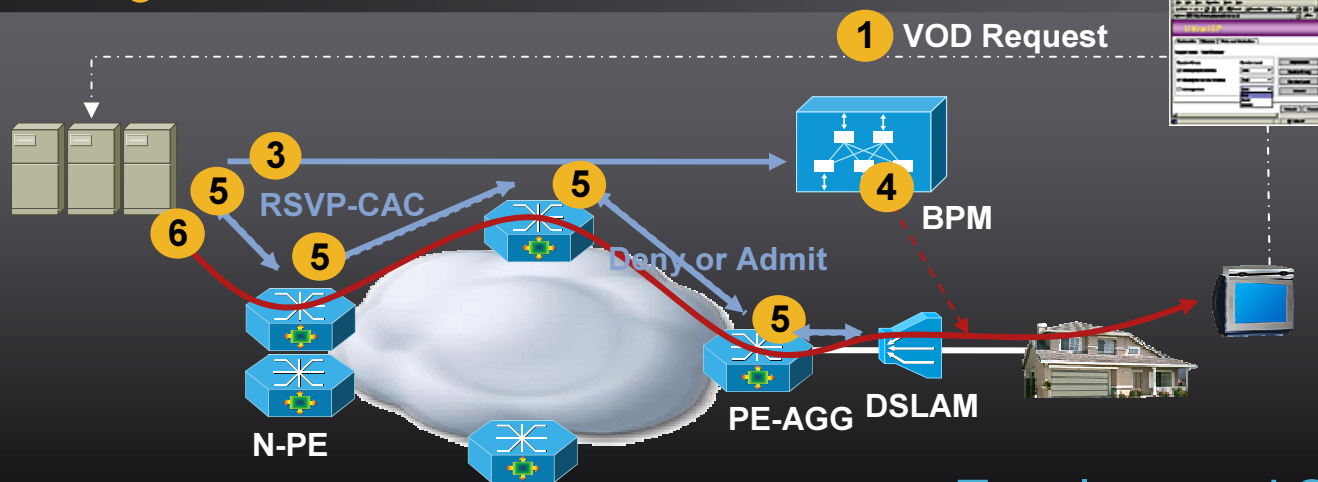 1 VOD Request
3
5
5
RSVP-CAC
4
6
5
BPM
Deny or Admit
5
PE-AGG
DSLAM
N-PE